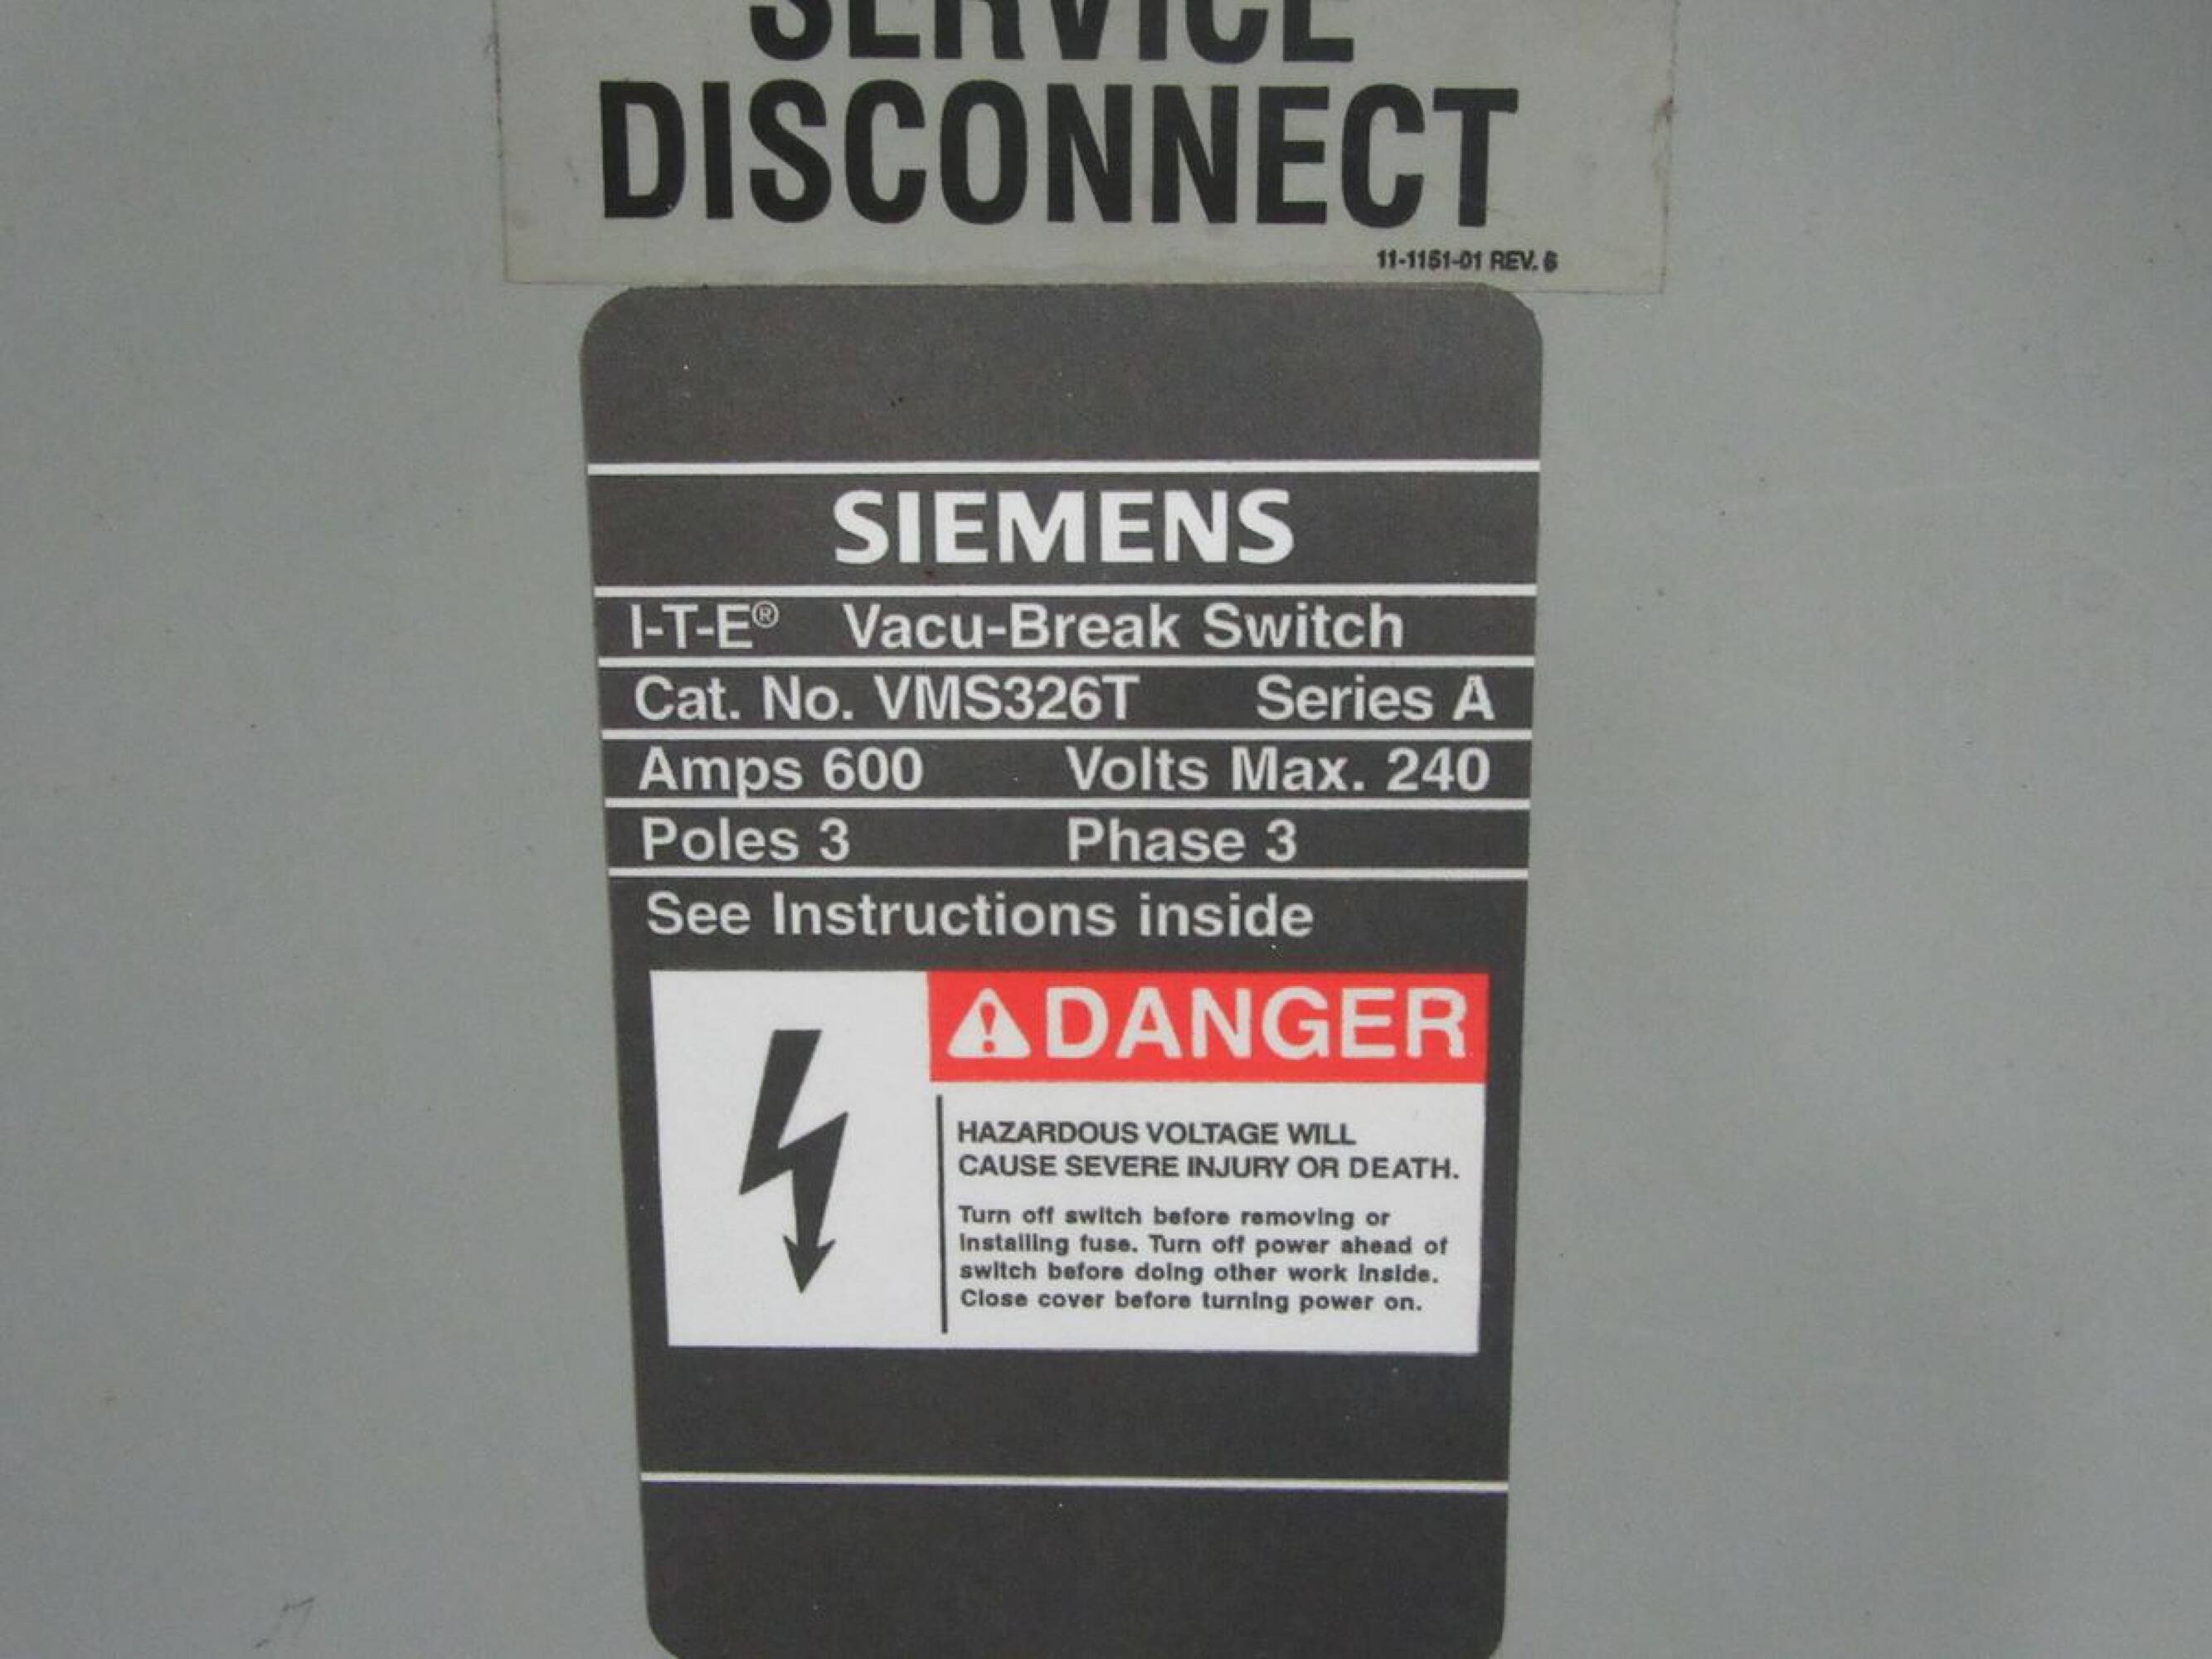 SERVICE
DISCONNECT
11-1151-01 REV. 6
SIEMENS
I-T-E® Vacu-Break Switch
Cat. No. VMS326T Series A
Amps 600 Volts Max. 240
Poles 3 Phase 3
See Instructions inside
DANGER
HAZARDOUS VOLTAGE WILL
CAUSE SEVERE INJURY OR DEATH.
Turn off switch before removing or
installing fuse. Turn off power ahead of
switch before doing other work inside.
Close cover before turning power on.